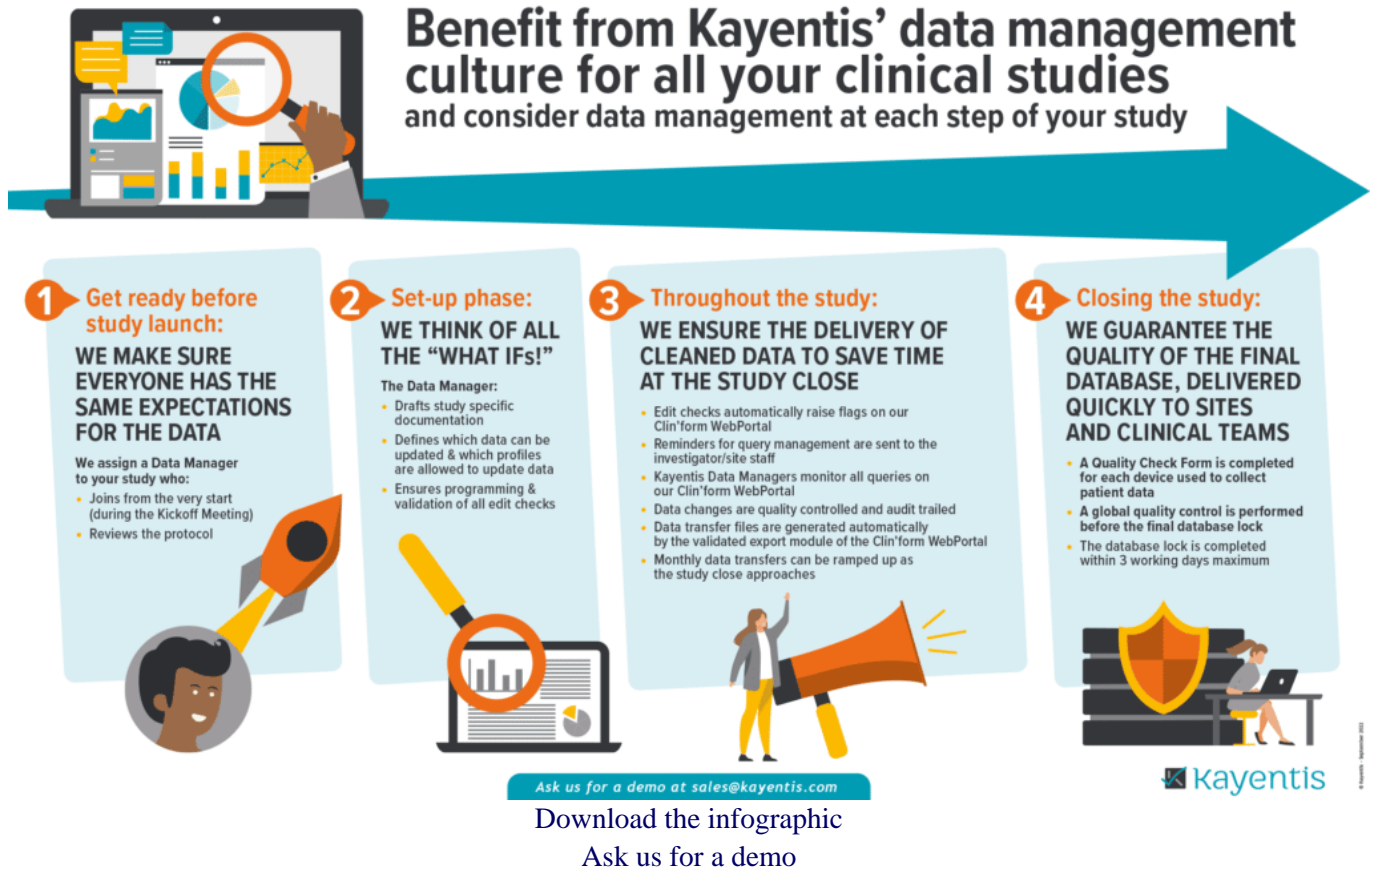 Benefit from Kayentis’ data management
culture for all your clinical studies
and consider data management at each step of your study
1
Get ready before
study launch:
WE MAKE SURE
EVERYONE HAS THE
SAME EXPECTATIONS
FOR THE DATA
We assign a Data Manager
to your study who:
• Joins from the very start
(during the Kickoff Meeting)
• Reviews the protocol
2
Set-up phase:
WE THINK OF ALL
THE “WHAT IFs!”
The Data Manager:
• Drafts study specific
documentation
• Defines which data can be
updated & which profiles
are allowed to update data
• Ensures programming &
validation of all edit checks
3
Throughout the study:
WE ENSURE THE DELIVERY OF
CLEANED DATA TO SAVE TIME
AT THE STUDY CLOSE
• Edit checks automatically raise flags on our
Clin’form WebPortal
• Reminders for query management are sent to the
investigator/site staff
• Kayentis Data Managers monitor all queries on
our Clin’form WebPortal
• Data changes are quality controlled and audit trailed
• Data transfer files are generated automatically
by the validated export module of the Clin’form WebPortal
• Monthly data transfers can be ramped up as
the study close approaches
4
Closing the study:
WE GUARANTEE THE
QUALITY OF THE FINAL
DATABASE, DELIVERED
QUICKLY TO SITES
AND CLINICAL TEAMS
• A Quality Check Form is completed
for each device used to collect
patient data
• A global quality control is performed
before the final database lock
• The database lock is completed
within 3 working days maximum
kayentis
© Kayentis - September 2022
Ask us for a demo at sales@kayentis.com
Download the infographic
Ask us for a demo